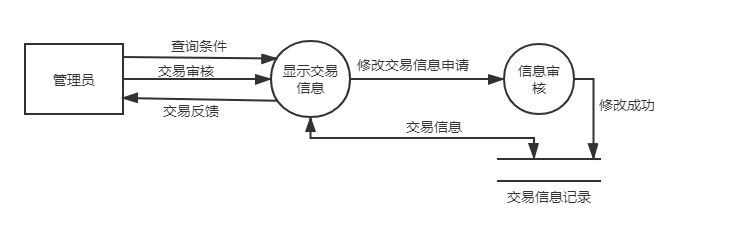 查询条件
管理员
交易审核
交易反馈
显示交易
信息
修改交易信息申请
信息审
核
修改成功
交易信息
交易信息记录